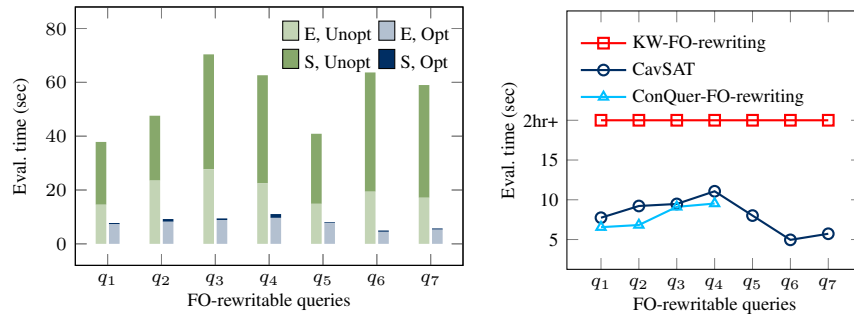 80
60
40
20
0
Eval. time (sec)
E, Unopt
E, Opt
S, Unopt
S, Opt
q1 q2 q3 q4 q5 q6 q7
FO-rewritable queries
KW-FO-rewriting
CavSAT
ConQuer-FO-rewriting
2hr+
15
10
5
Eval. time (sec)
q1 q2 q3 q4 q5 q6 q7
FO-rewritable queries